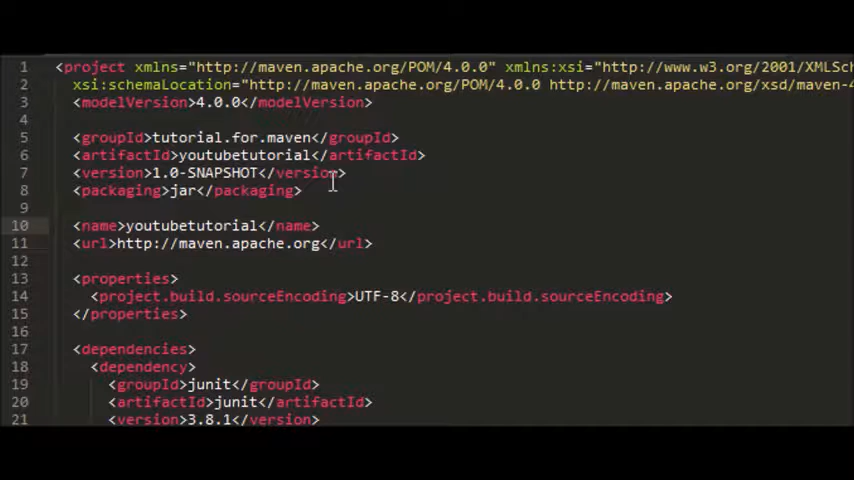 1 <project xmlns="http://maven.apache.org/POM/4.0.0" xmlns:xsi="http://www.w3.org/2001/XMLSch
2 xsi:schemaLocation="http://maven.apache.org/POM/4.0.0 http://maven.apache.org/xsd/maven-4
3 <modelVersion>4.0.0</modelVersion>
4
5 <groupId>tutorial.for.maven</groupId>
6 <artifactId>youtubetutorial</artifactId>
7 <version>1.0-SNAPSHOT</version>
8 <packaging>jar</packaging>
9
10 <name>youtubetutorial</name>
11 <url>http://maven.apache.org</url>
12
13 <properties>
14 <project.build.sourceEncoding>UTF-8</project.build.sourceEncoding>
15 </properties>
16
17 <dependencies>
18 <dependency>
19 <groupId>junit</groupId>
20 <artifactId>junit</artifactId>
21 <version>3.8.1</version>